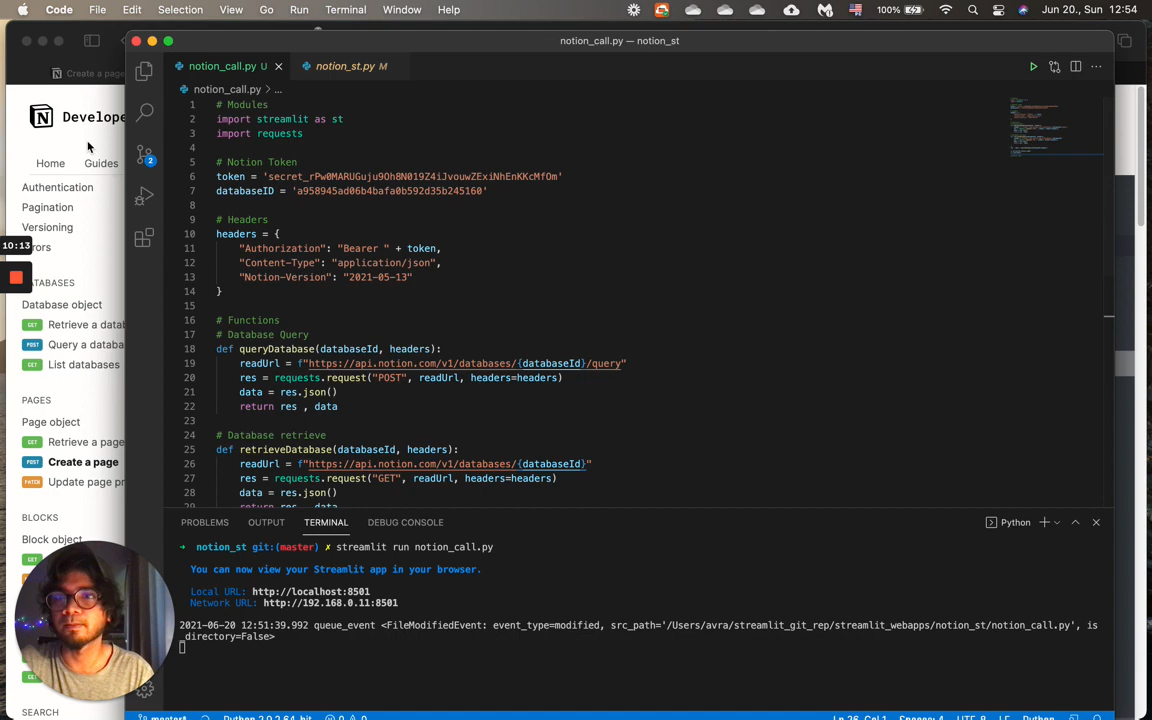 Code File Edit Selection View Go Run Terminal Window Help 100% Jun 20., Sun 12:54
notion_call.py — notion_st
Create a page
notion_call.py U notion_st.py M
notion_call.py > ...
Develope
Home Guides
Authentication
Pagination
Versioning
rrors
10:13
ATABASES
Database object
GET Retrieve a datab
POST Query a databa
GET List databases
PAGES
Page object
GET Retrieve a page
POST Create a page
PATCH Update page pr
BLOCKS
Block object
GET
GET
SEARCH
2
1 # Modules
2 import streamlit as st
3 import requests
4
5 # Notion Token
6 token = 'secret_rPw0MARUGuju9Oh8N019Z4iJvouwZExiNhEnKKcMfOm'
7 databaseID = 'a958945ad06b4bafa0b592d35b245160'
8
9 # Headers
10 headers = {
11 "Authorization": "Bearer " + token,
12 "Content-Type": "application/json",
13 "Notion-Version": "2021-05-13"
14 }
15
16 # Functions
17 # Database Query
18 def queryDatabase(databaseId, headers):
19 readUrl = f"https://api.notion.com/v1/databases/{databaseId}/query"
20 res = requests.request("POST", readUrl, headers=headers)
21 data = res.json()
22 return res , data
23
24 # Database retrieve
25 def retrieveDatabase(databaseId, headers):
26 readUrl = f"https://api.notion.com/v1/databases/{databaseId}"
27 res = requests.request("GET", readUrl, headers=headers)
28 data = res.json()
29 return res , data
PROBLEMS OUTPUT TERMINAL DEBUG CONSOLE Python
→ notion_st git:(master) ✗ streamlit run notion_call.py
You can now view your Streamlit app in your browser.
Local URL: http://localhost:8501
Network URL: http://192.168.0.11:8501
2021-06-20 12:51:39.992 queue_event <FileModifiedEvent: event_type=modified, src_path='/Users/avra/streamlit_git_rep/streamlit_webapps/notion_st/notion_call.py', is
_directory=False>
master* Python 3.9.2 64-bit 0 0 Ln 26, Col 1 Spaces: 4 UTF-8 LF Python